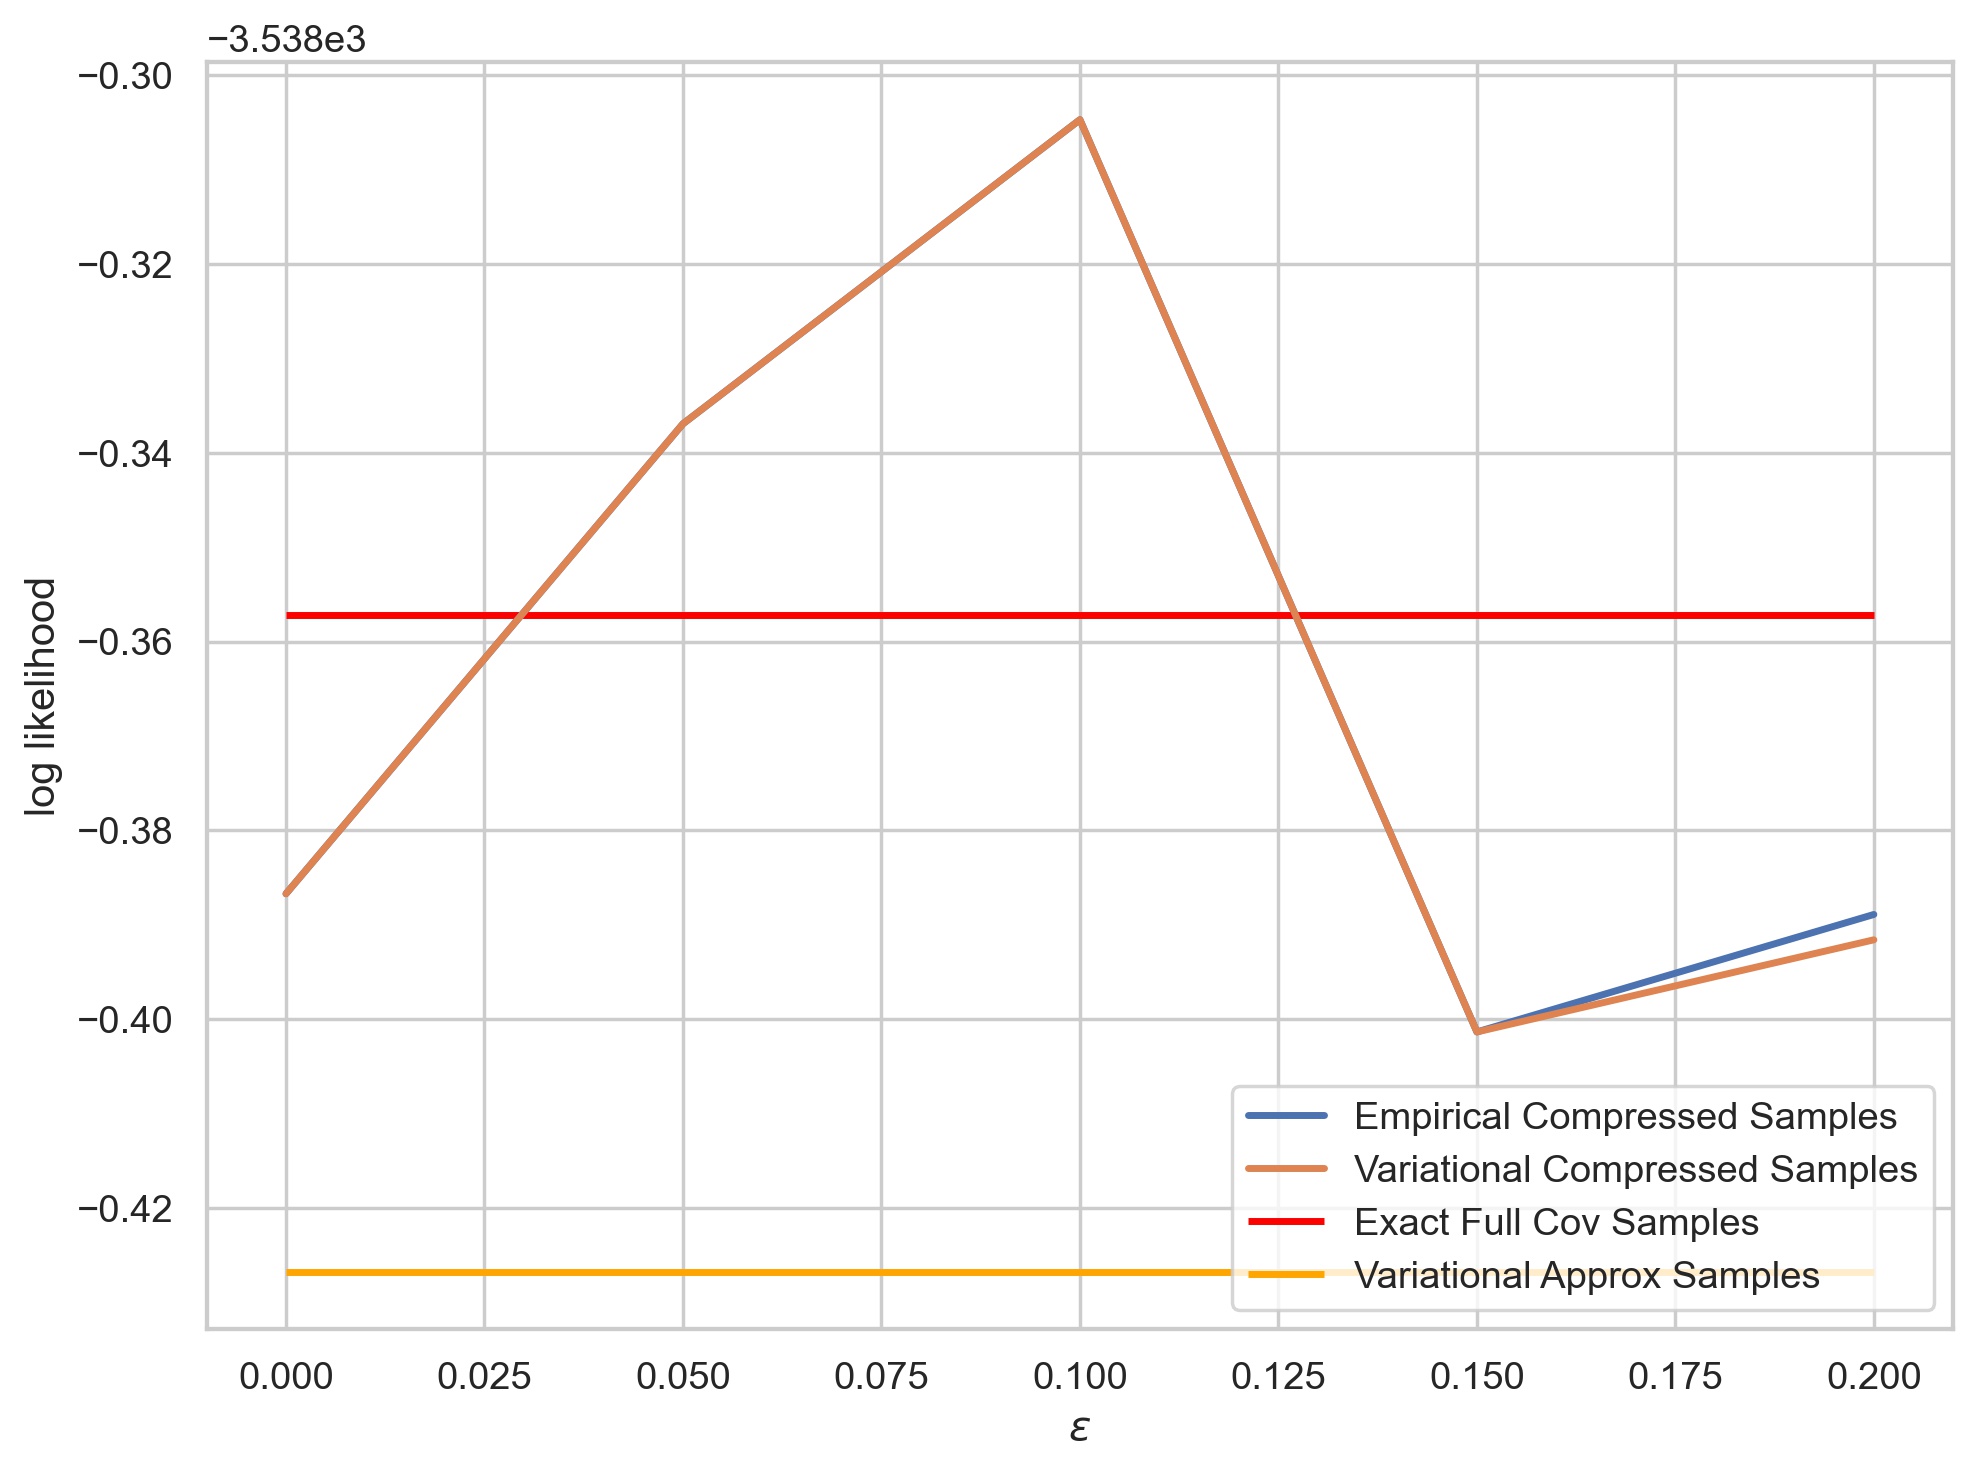 −3.538e3
−0.30
−0.32
−0.34
−0.36
−0.38
−0.40
−0.42
log likelihood
0.000 0.025 0.050 0.075 0.100 0.125 0.150 0.175 0.200
ε
Empirical Compressed Samples
Variational Compressed Samples
Exact Full Cov Samples
Variational Approx Samples